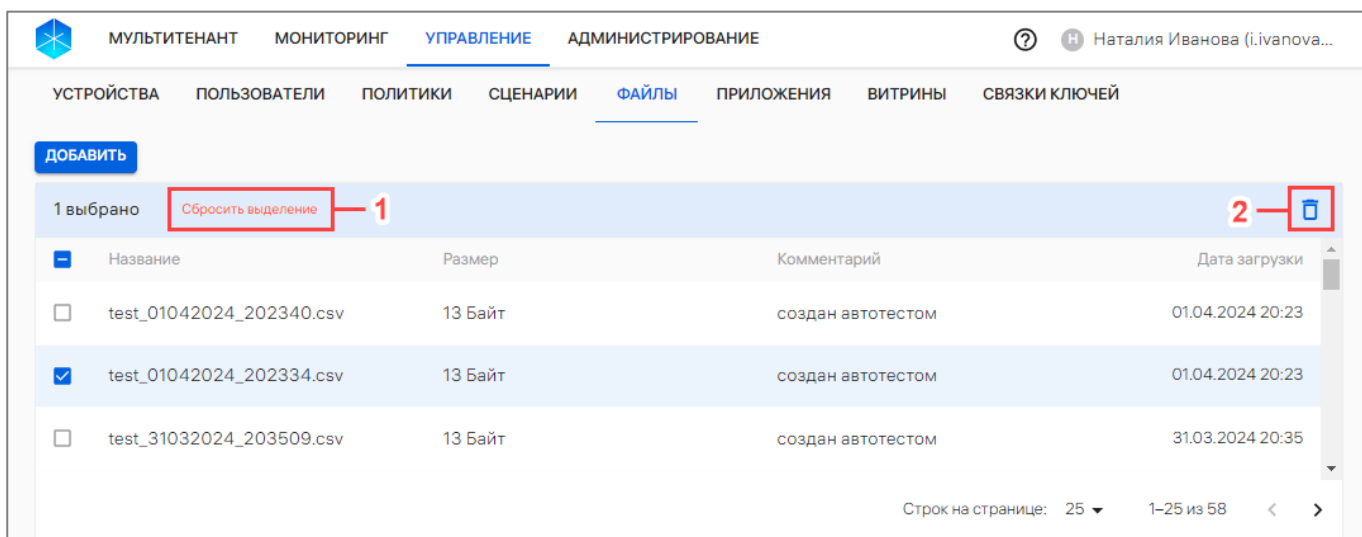 МУЛЬТИТЕНАНТ МОНИТОРИНГ УПРАВЛЕНИЕ АДМИНИСТРИРОВАНИЕ ? Н Наталия Иванова (i.ivanova...
УСТРОЙСТВА ПОЛЬЗОВАТЕЛИ ПОЛИТИКИ СЦЕНАРИИ ФАЙЛЫ ПРИЛОЖЕНИЯ ВИТРИНЫ СВЯЗКИ КЛЮЧЕЙ
ДОБАВИТЬ
1 выбрано Сбросить выделение 1 2
Название Размер Комментарий Дата загрузки
test_01042024_202340.csv 13 Байт создан автотестом 01.04.2024 20:23
test_01042024_202334.csv 13 Байт создан автотестом 01.04.2024 20:23
test_31032024_203509.csv 13 Байт создан автотестом 31.03.2024 20:35
Строк на странице: 25 1–25 из 58